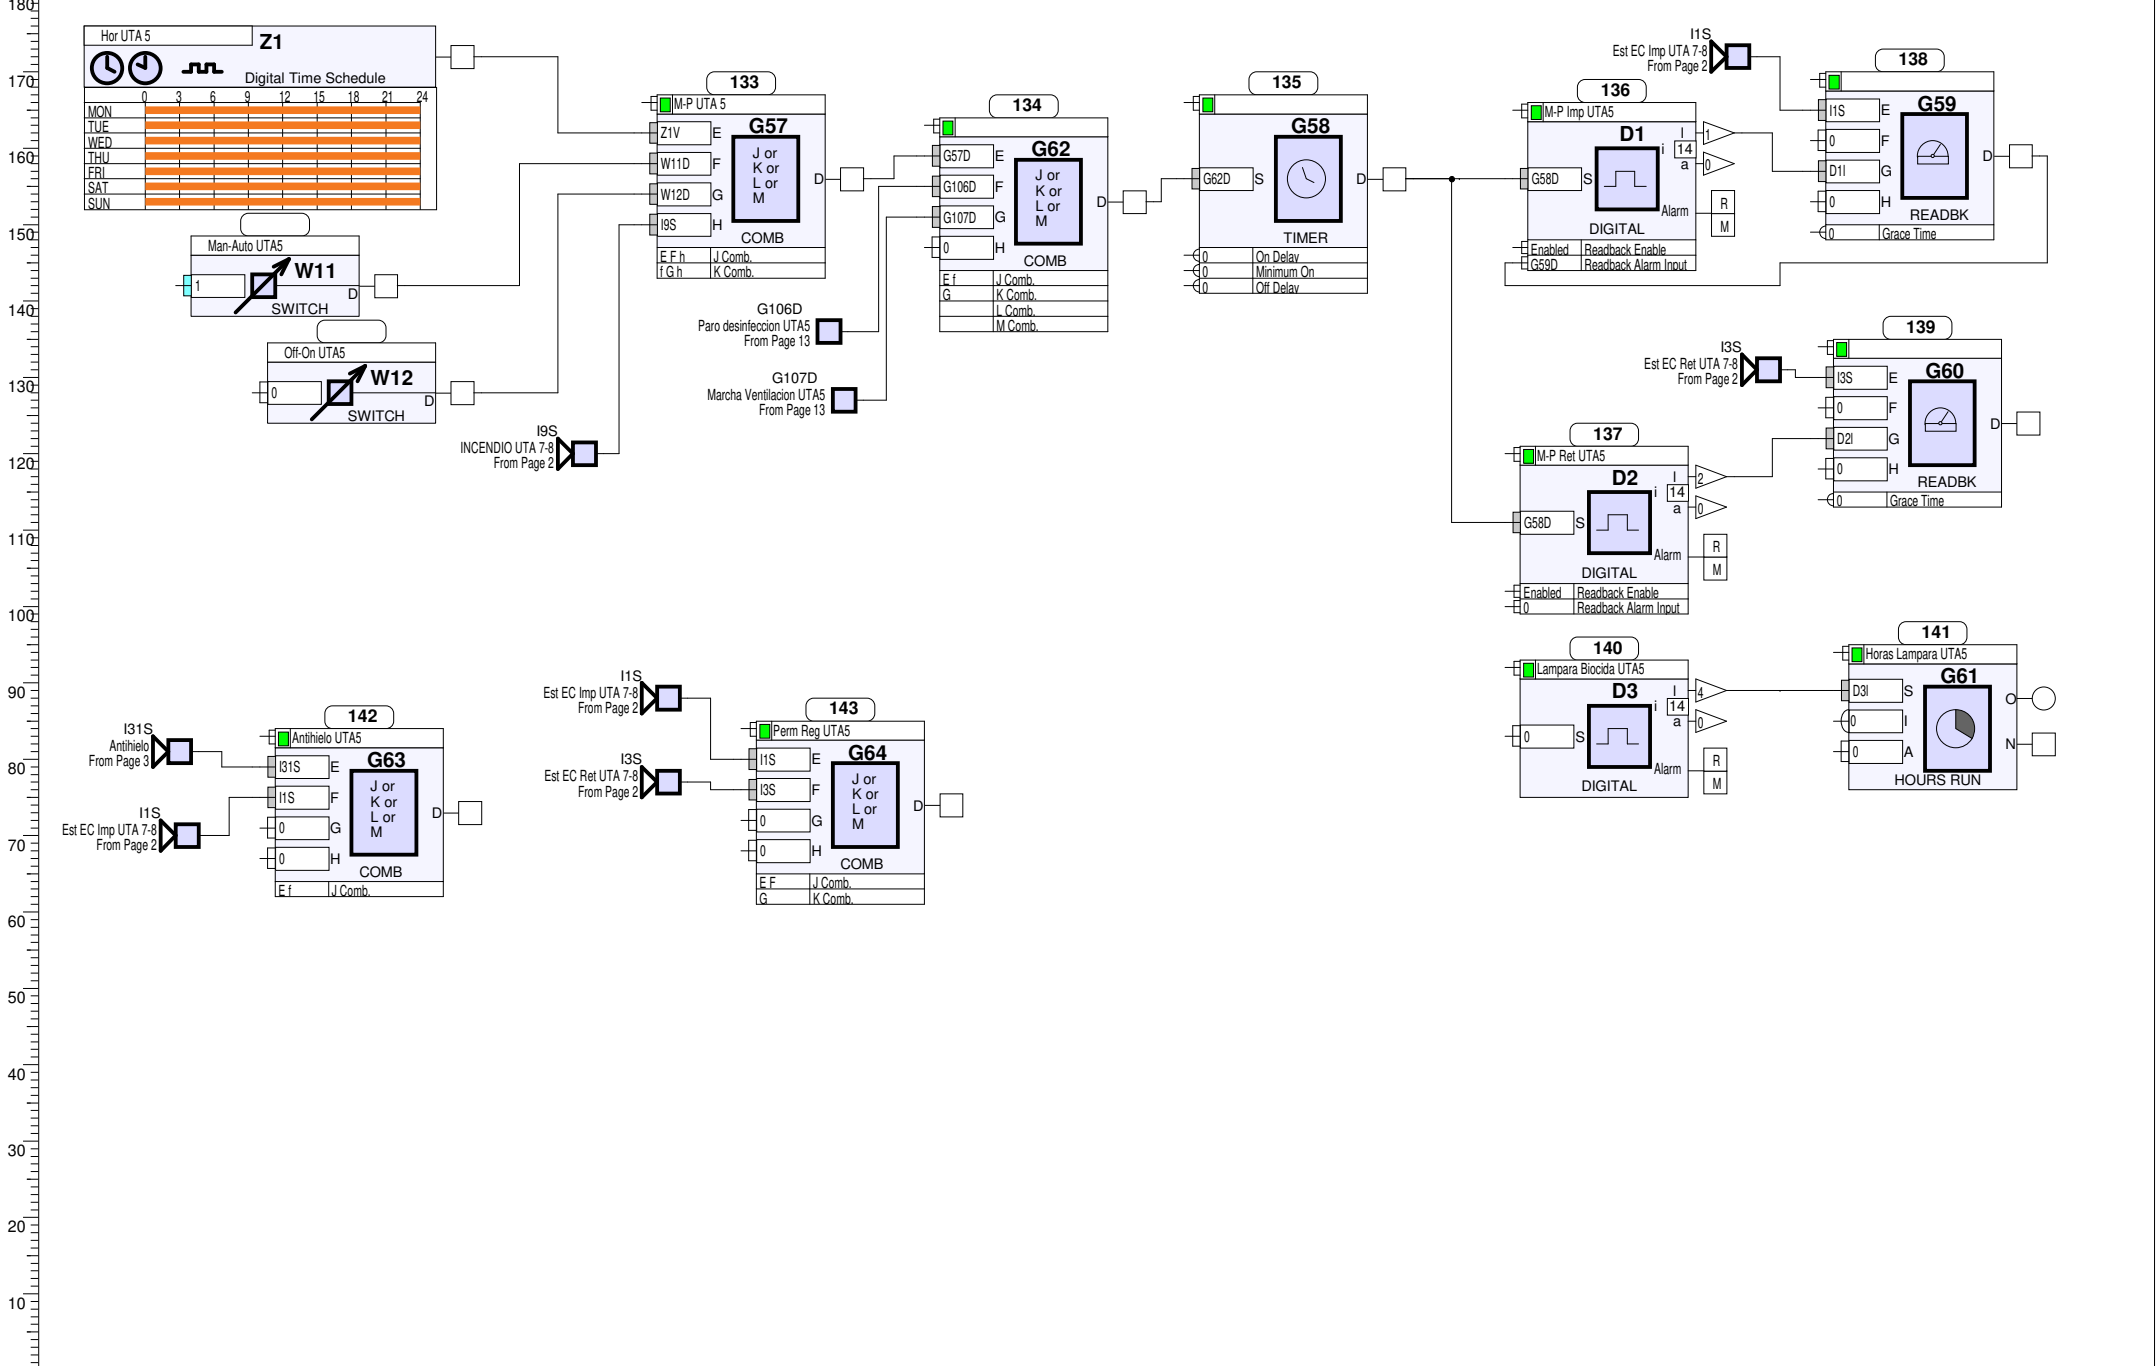 180
170
160
150
140
130
120
110
100
90
80
70
60
50
40
30
20
10
Hor UTA 5
Z1
Digital Time Schedule
0 3 6 9 12 15 18 21 24
MON
TUE
WED
THU
FRI
SAT
SUN
Man-Auto UTA5
W11
1
D
SWITCH
Off-On UTA5
W12
0
D
SWITCH
I9S
INCENDIO UTA 7-8
From Page 2
133
M-P UTA 5
G57
Z1V E
W11D F
W12D G
I9S H
J or
K or
L or
M
D
COMB
E F h J Comb.
f G h K Comb.
G106D
Paro desinfeccion UTA5
From Page 13
G107D
Marcha Ventilacion UTA5
From Page 13
134
G62
G57D E
G106D F
G107D G
0 H
J or
K or
L or
M
D
COMB
E f J Comb.
G K Comb.
L Comb.
M Comb.
135
G58
G62D S
D
TIMER
0 On Delay
0 Minimum On
0 Off Delay
136
M-P Imp UTA5
D1
I 1
i 14
a 0
G58D S
Alarm
R
M
DIGITAL
Enabled Readback Enable
G59D Readback Alarm Input
I1S
Est EC Imp UTA 7-8
From Page 2
138
G59
I1S E
0 F
D1I G
0 H
D
READBK
0 Grace Time
137
M-P Ret UTA5
D2
I 2
i 14
a 0
G58D S
Alarm
R
M
DIGITAL
Enabled Readback Enable
0 Readback Alarm Input
I3S
Est EC Ret UTA 7-8
From Page 2
139
G60
I3S E
0 F
D2I G
0 H
D
READBK
0 Grace Time
140
Lampara Biocida UTA5
D3
I 4
i 14
a 0
0 S
Alarm
R
M
DIGITAL
141
Horas Lampara UTA5
G61
D3I S
0 I
0 A
O
N
HOURS RUN
I31S
Antihielo
From Page 3
I1S
Est EC Imp UTA 7-8
From Page 2
142
Antihielo UTA5
G63
I31S E
I1S F
0 G
0 H
J or
K or
L or
M
D
COMB
E f J Comb.
I1S
Est EC Imp UTA 7-8
From Page 2
I3S
Est EC Ret UTA 7-8
From Page 2
143
Perm Reg UTA5
G64
I1S E
I3S F
0 G
0 H
J or
K or
L or
M
D
COMB
E F J Comb.
G K Comb.